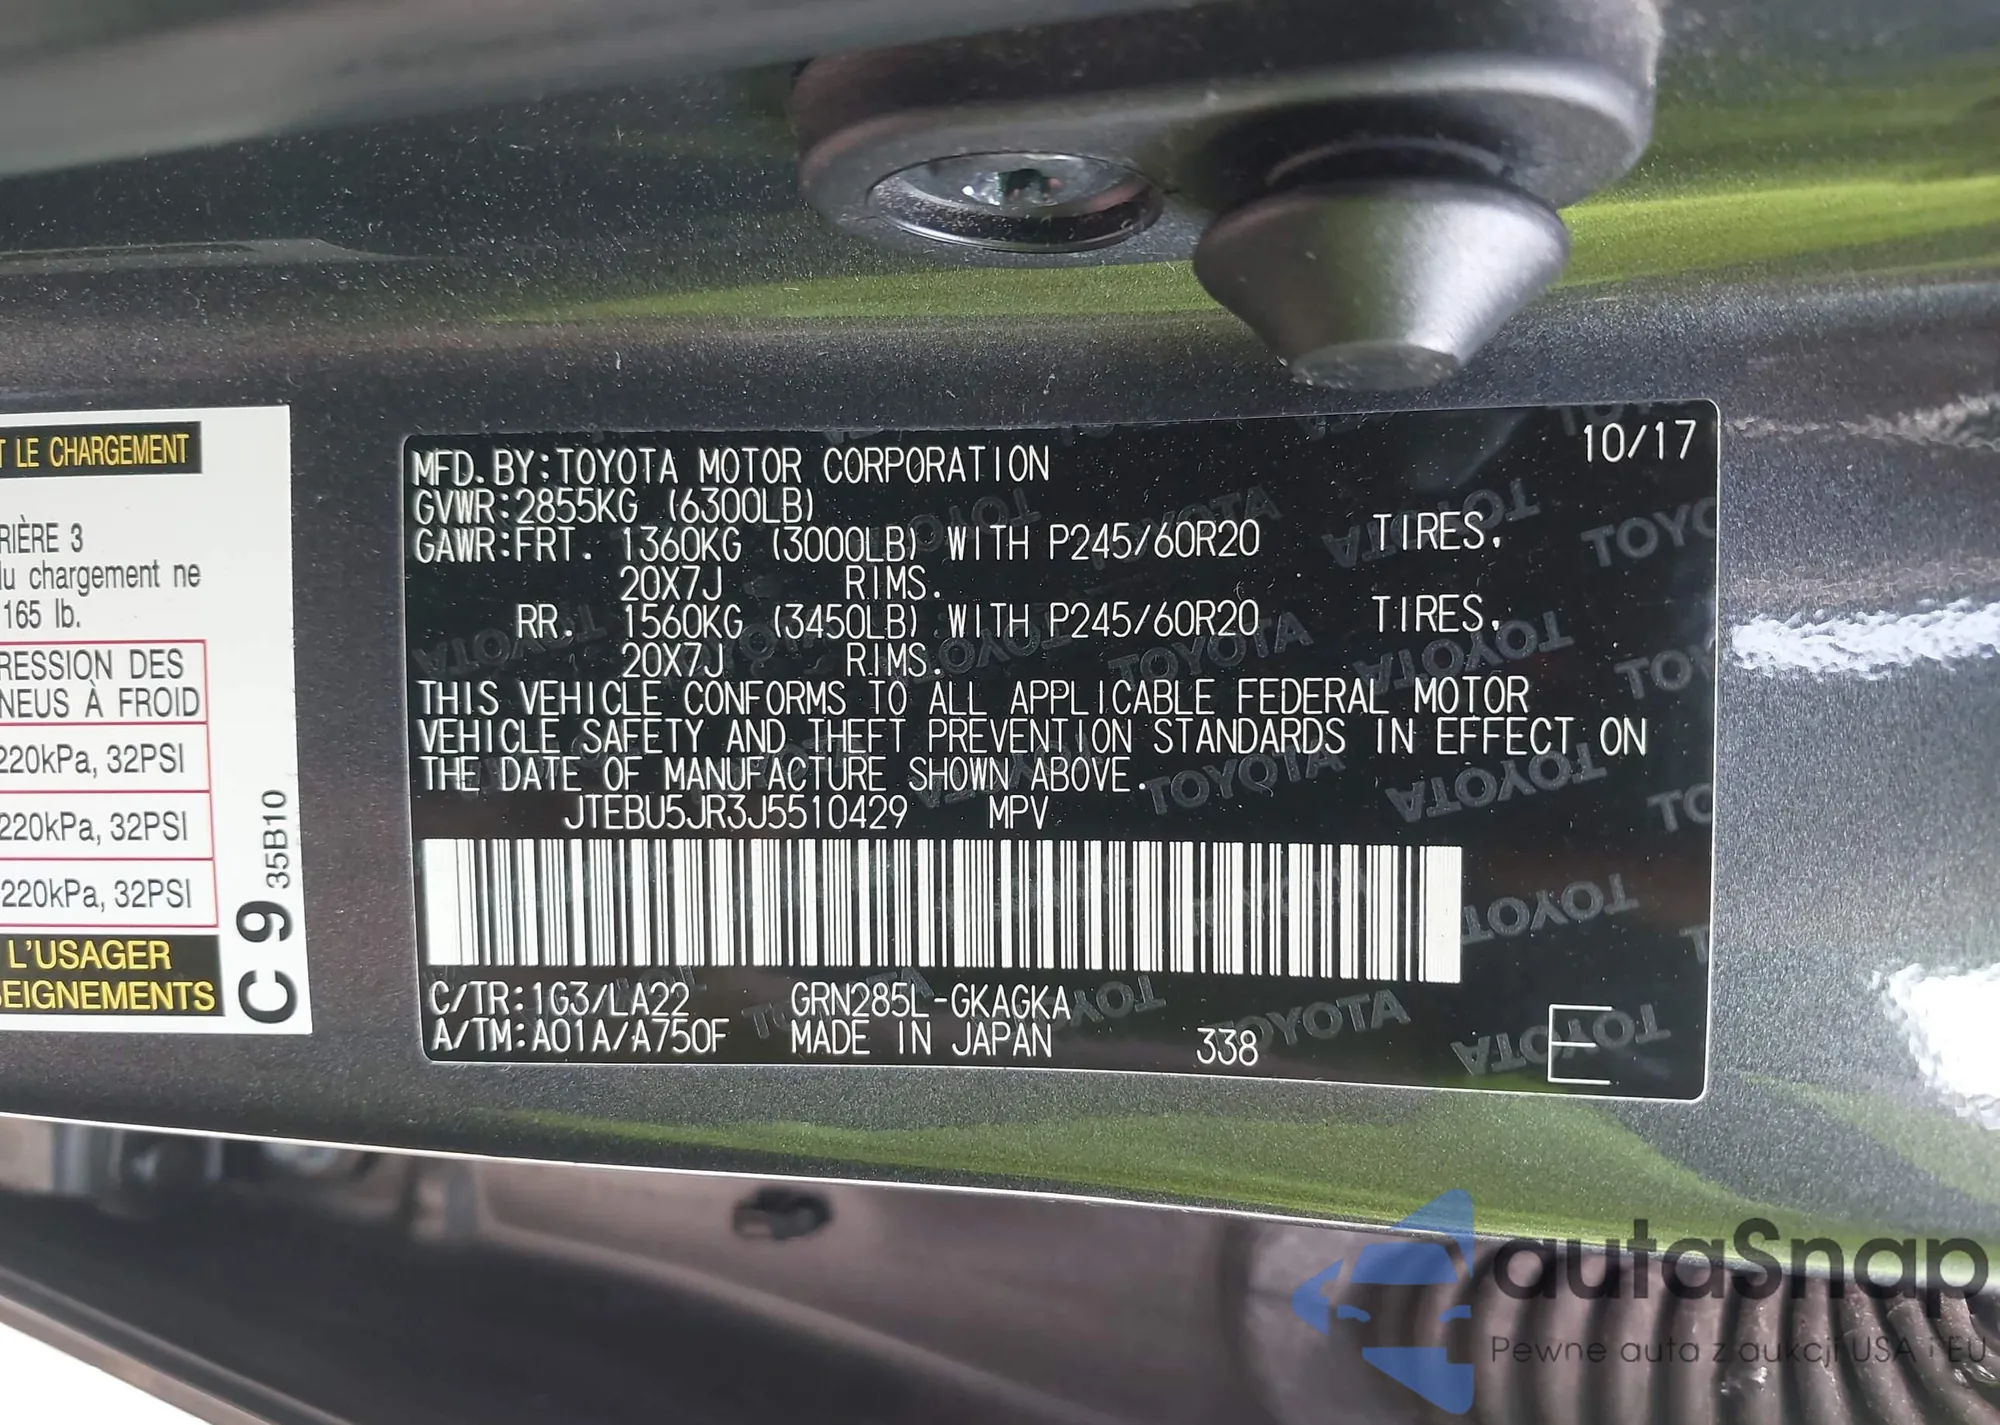 T LE CHARGEMENT
RIÈRE 3
du chargement ne
165 lb.
RESSION DES
NEUS À FROID
220kPa, 32PSI
220kPa, 32PSI
220kPa, 32PSI
L'USAGER
SEIGNEMENTS
C 9 35B10
10/17
MFD. BY: TOYOTA MOTOR CORPORATION
GVWR: 2855KG (6300LB)
GAWR: FRT. 1360KG (3000LB) WITH P245/60R20 TIRES,
20X7J RIMS.
RR. 1560KG (3450LB) WITH P245/60R20 TIRES,
20X7J RIMS.
THIS VEHICLE CONFORMS TO ALL APPLICABLE FEDERAL MOTOR
VEHICLE SAFETY AND THEFT PREVENTION STANDARDS IN EFFECT ON
THE DATE OF MANUFACTURE SHOWN ABOVE.
JTEBU5JR3J5510429 MPV
C/TR: 1G3/LA22 GRN285L-GKAGKA
A/TM: A01A/A750F MADE IN JAPAN 338 E
autaSnap
Pewne auta z aukcji USA i EU